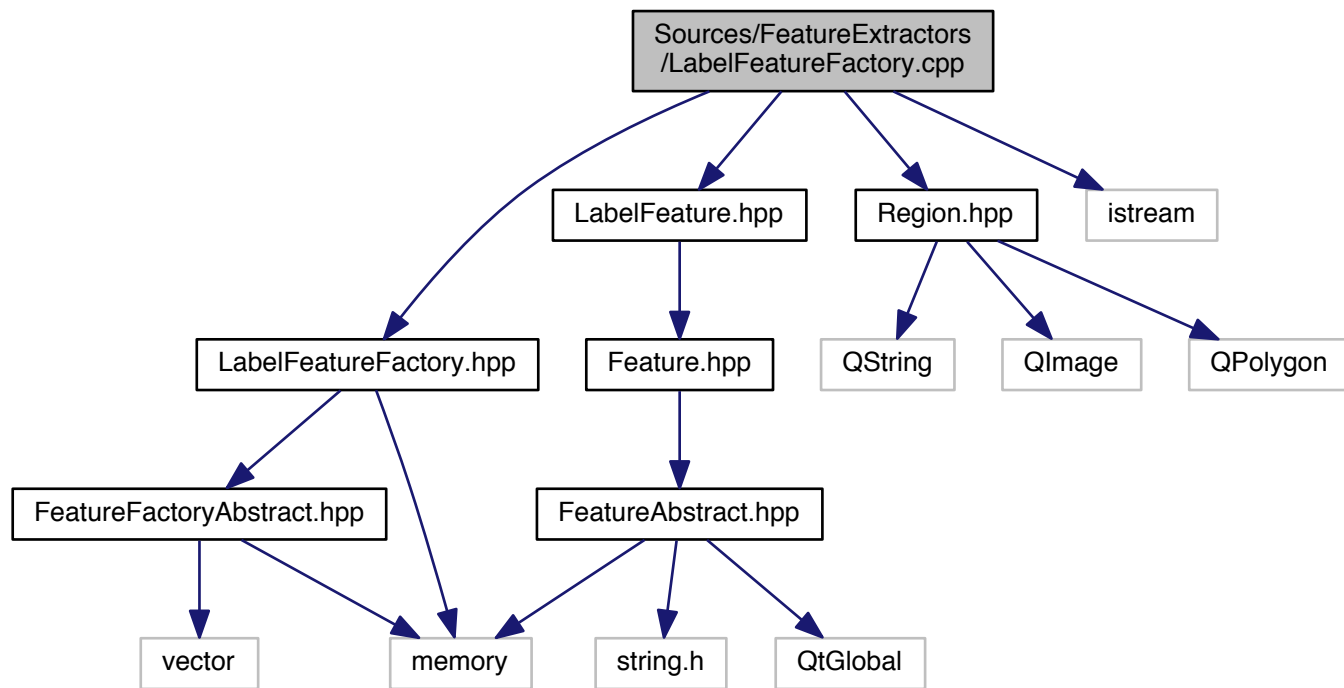 Sources/FeatureExtractors
/LabelFeatureFactory.cpp
LabelFeature.hpp
Region.hpp
istream
LabelFeatureFactory.hpp
Feature.hpp
QString
QImage
QPolygon
FeatureFactoryAbstract.hpp
FeatureAbstract.hpp
vector
memory
string.h
QtGlobal